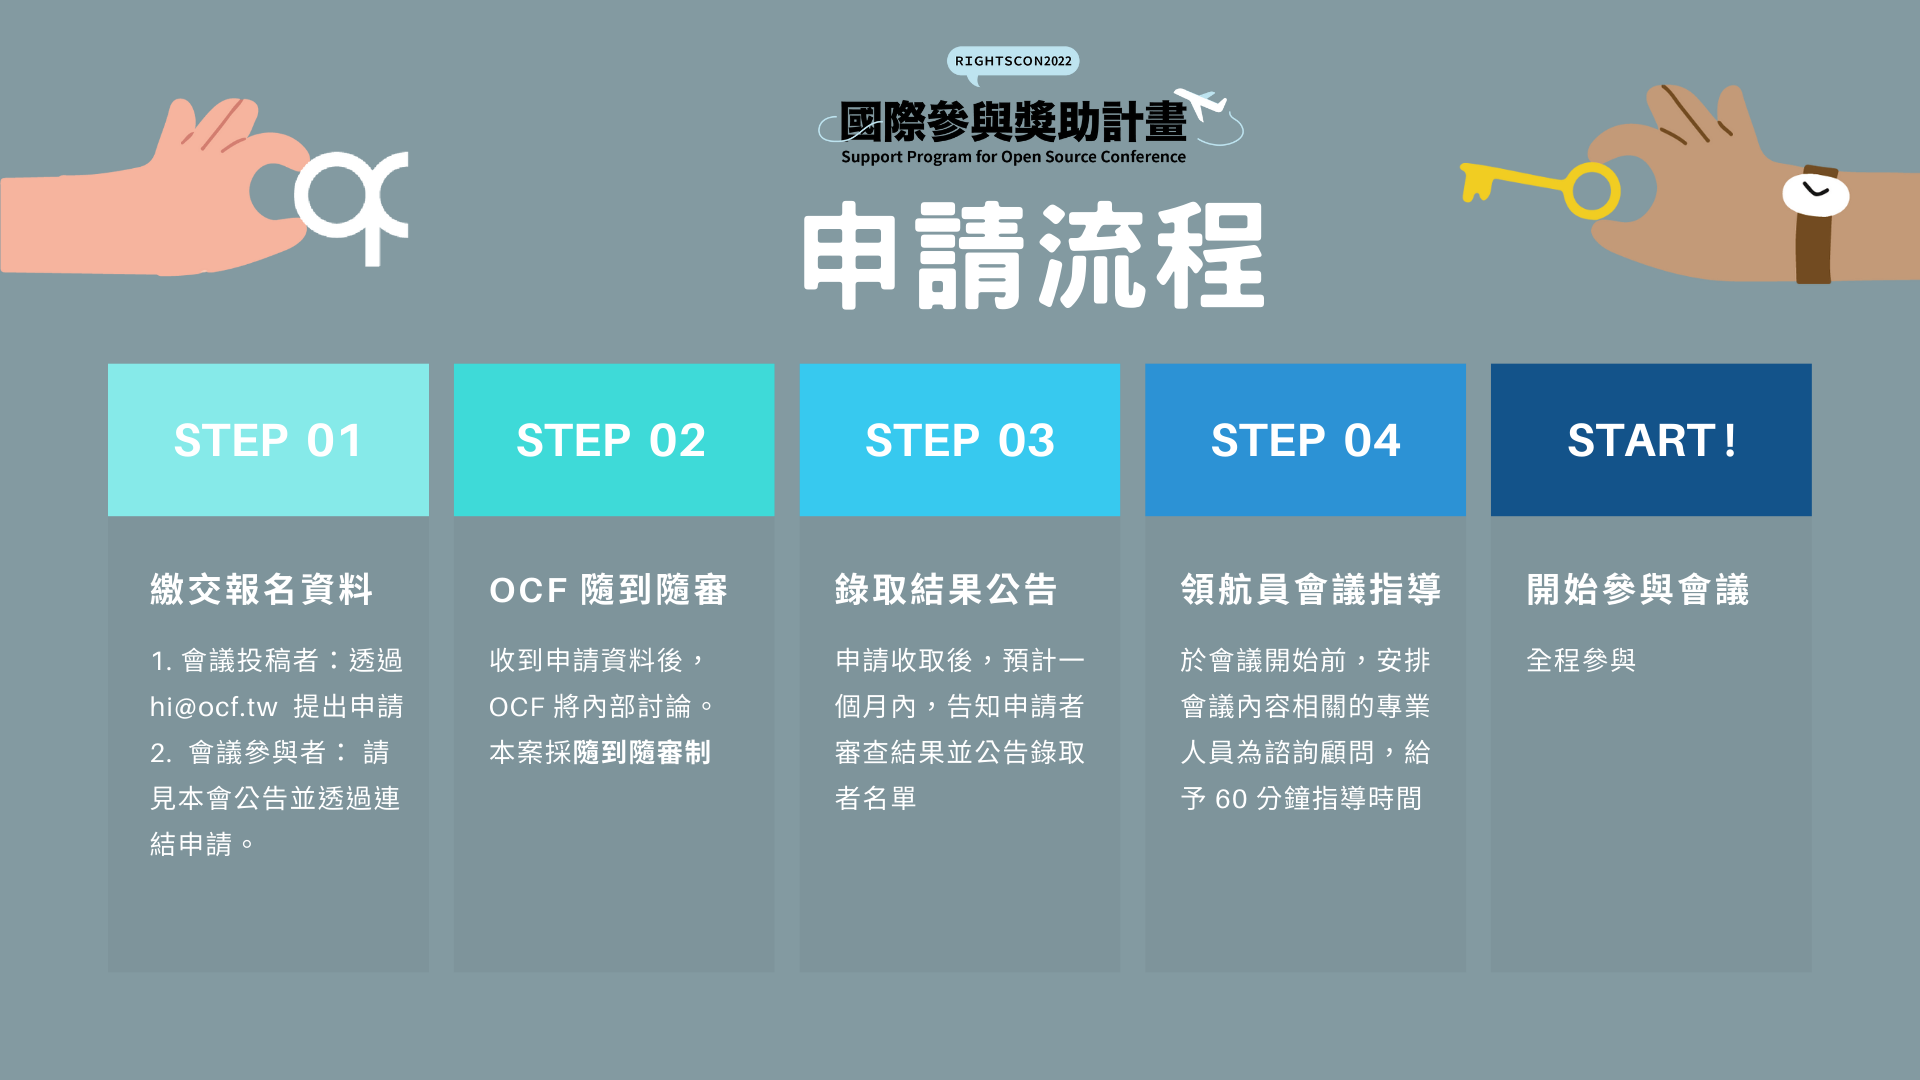 RIGHTSCON2022
國際參與獎助計畫
Support Program for Open Source Conference
申請流程
STEP 01
繳交報名資料
1. 會議投稿者：透過
hi@ocf.tw 提出申請
2. 會議參與者： 請
見本會公告並透過連
結申請。
STEP 02
OCF 隨到隨審
收到申請資料後，
OCF 將內部討論。
本案採隨到隨審制
STEP 03
錄取結果公告
申請收取後，預計一
個月內，告知申請者
審查結果並公告錄取
者名單
STEP 04
領航員會議指導
於會議開始前，安排
會議內容相關的專業
人員為諮詢顧問，給
予 60 分鐘指導時間
START!
開始參與會議
全程參與